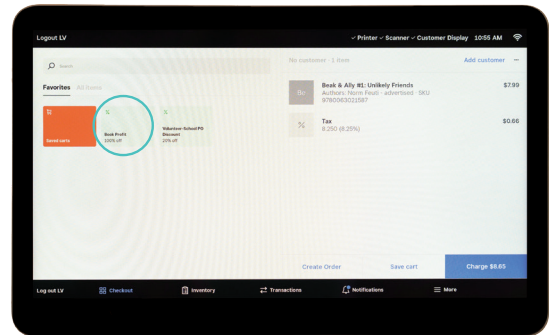 Logout LV
✓ Printer ✓ Scanner ✓ Customer Display 10:55 AM
Search
No customer · 1 item
Add customer ···
Favorites All items
Saved carts
Book Profit
100% off
Volunteer-School PO
Discount
20% off
Be
Beak & Ally #1: Unlikely Friends
$7.99
Authors: Norm Feuti · advertised · SKU
9780063021587
%
Tax
$0.66
8.250 (8.25%)
Create Order
Save cart
Charge $8.65
Log out LV
Checkout
Inventory
Transactions
Notifications
More